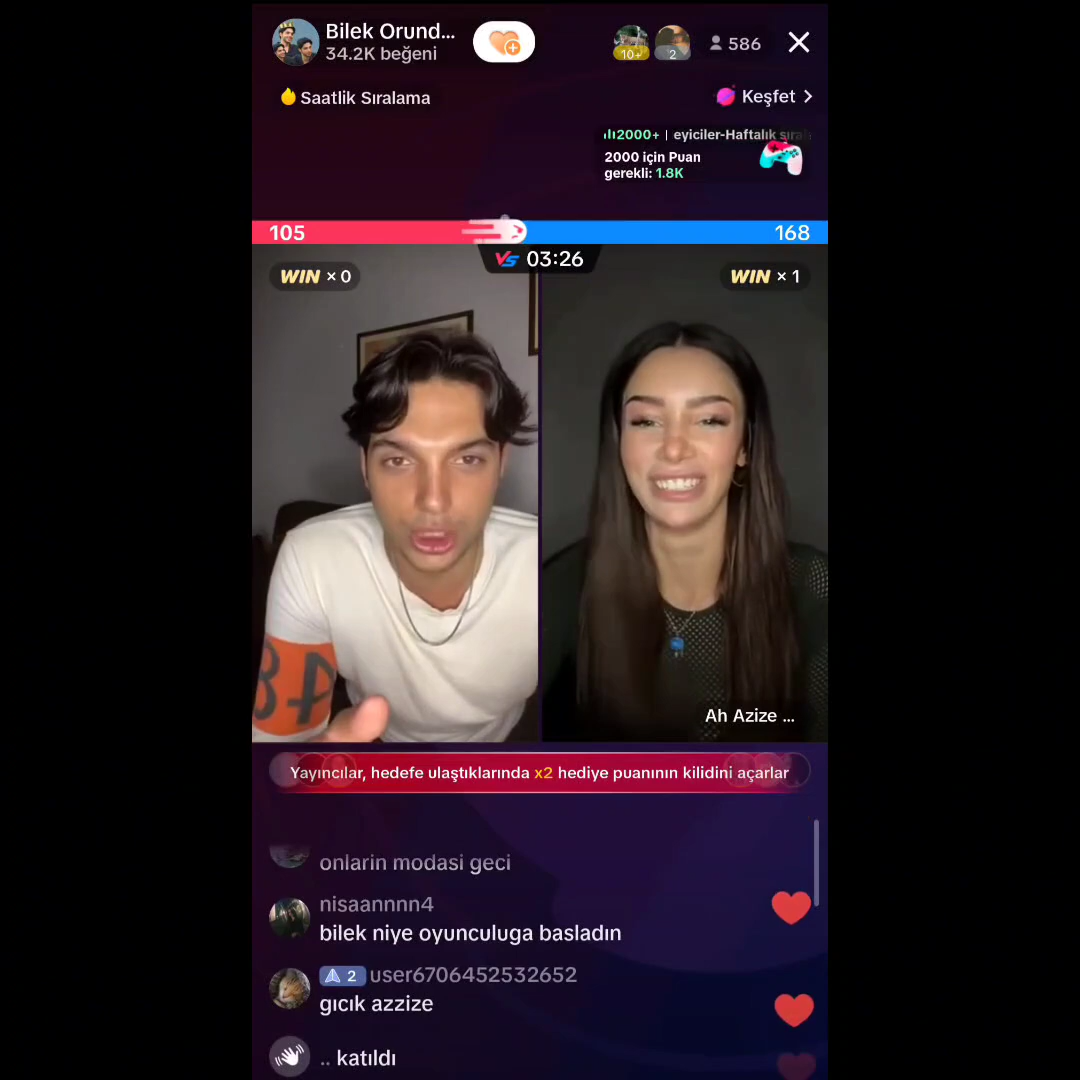 Bilek Orund...
34.2K beğeni
10+
2
586
Saatlik Sıralama
Keşfet
2000+ | eyiciler-Haftalık sıral
2000 için Puan
gerekli: 1.8K
105
168
VS 03:26
WIN × 0
WIN × 1
Ah Azize ...
Yayıncılar, hedefe ulaştıklarında x2 hediye puanının kilidini açarlar
onlarin modasi geci
nisaannnn4
bilek niye oyunculuga basladın
2 user6706452532652
gıcık azzize
.. katıldı